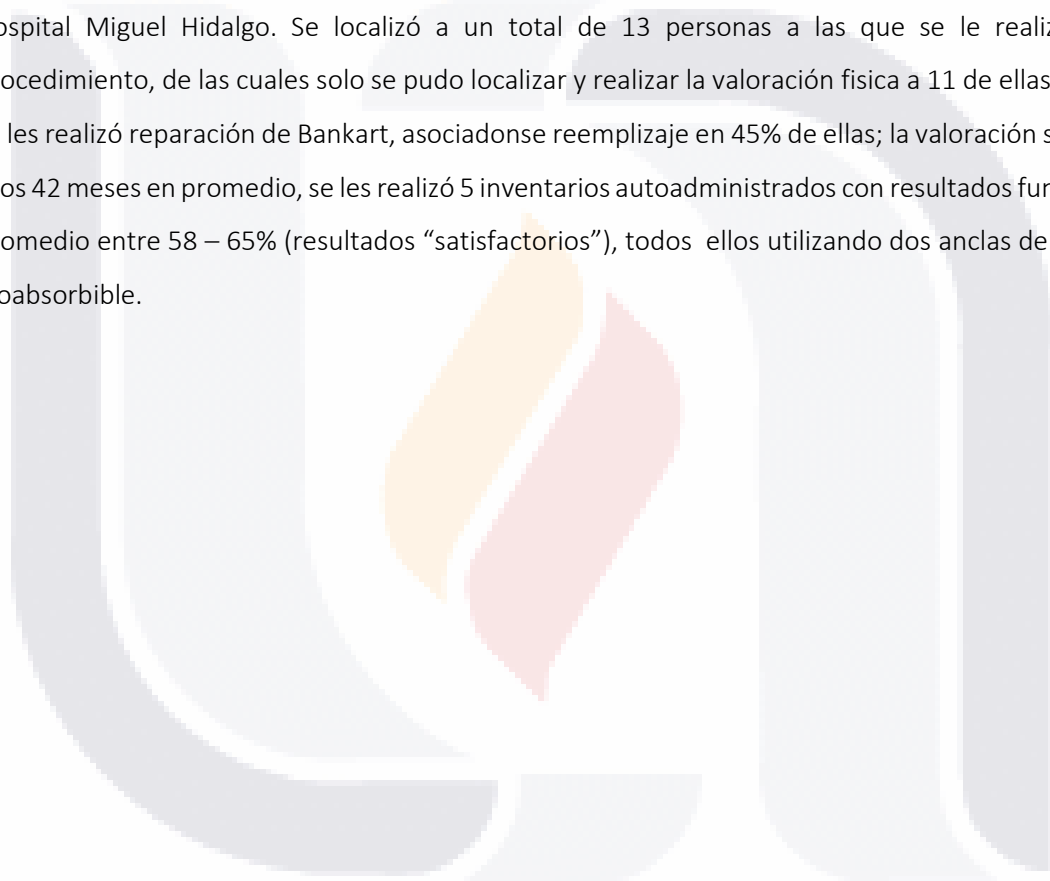 ospital Miguel Hidalgo. Se localizó a un total de 13 personas a las que se le realiz
ocedimiento, de las cuales solo se pudo localizar y realizar la valoración fisica a 11 de ellas
les realizó reparación de Bankart, asociadonse reemplizaje en 45% de ellas; la valoración s
os 42 meses en promedio, se les realizó 5 inventarios autoadministrados con resultados fun
omedio entre 58 – 65% (resultados “satisfactorios”), todos ellos utilizando dos anclas de
oabsorbible.